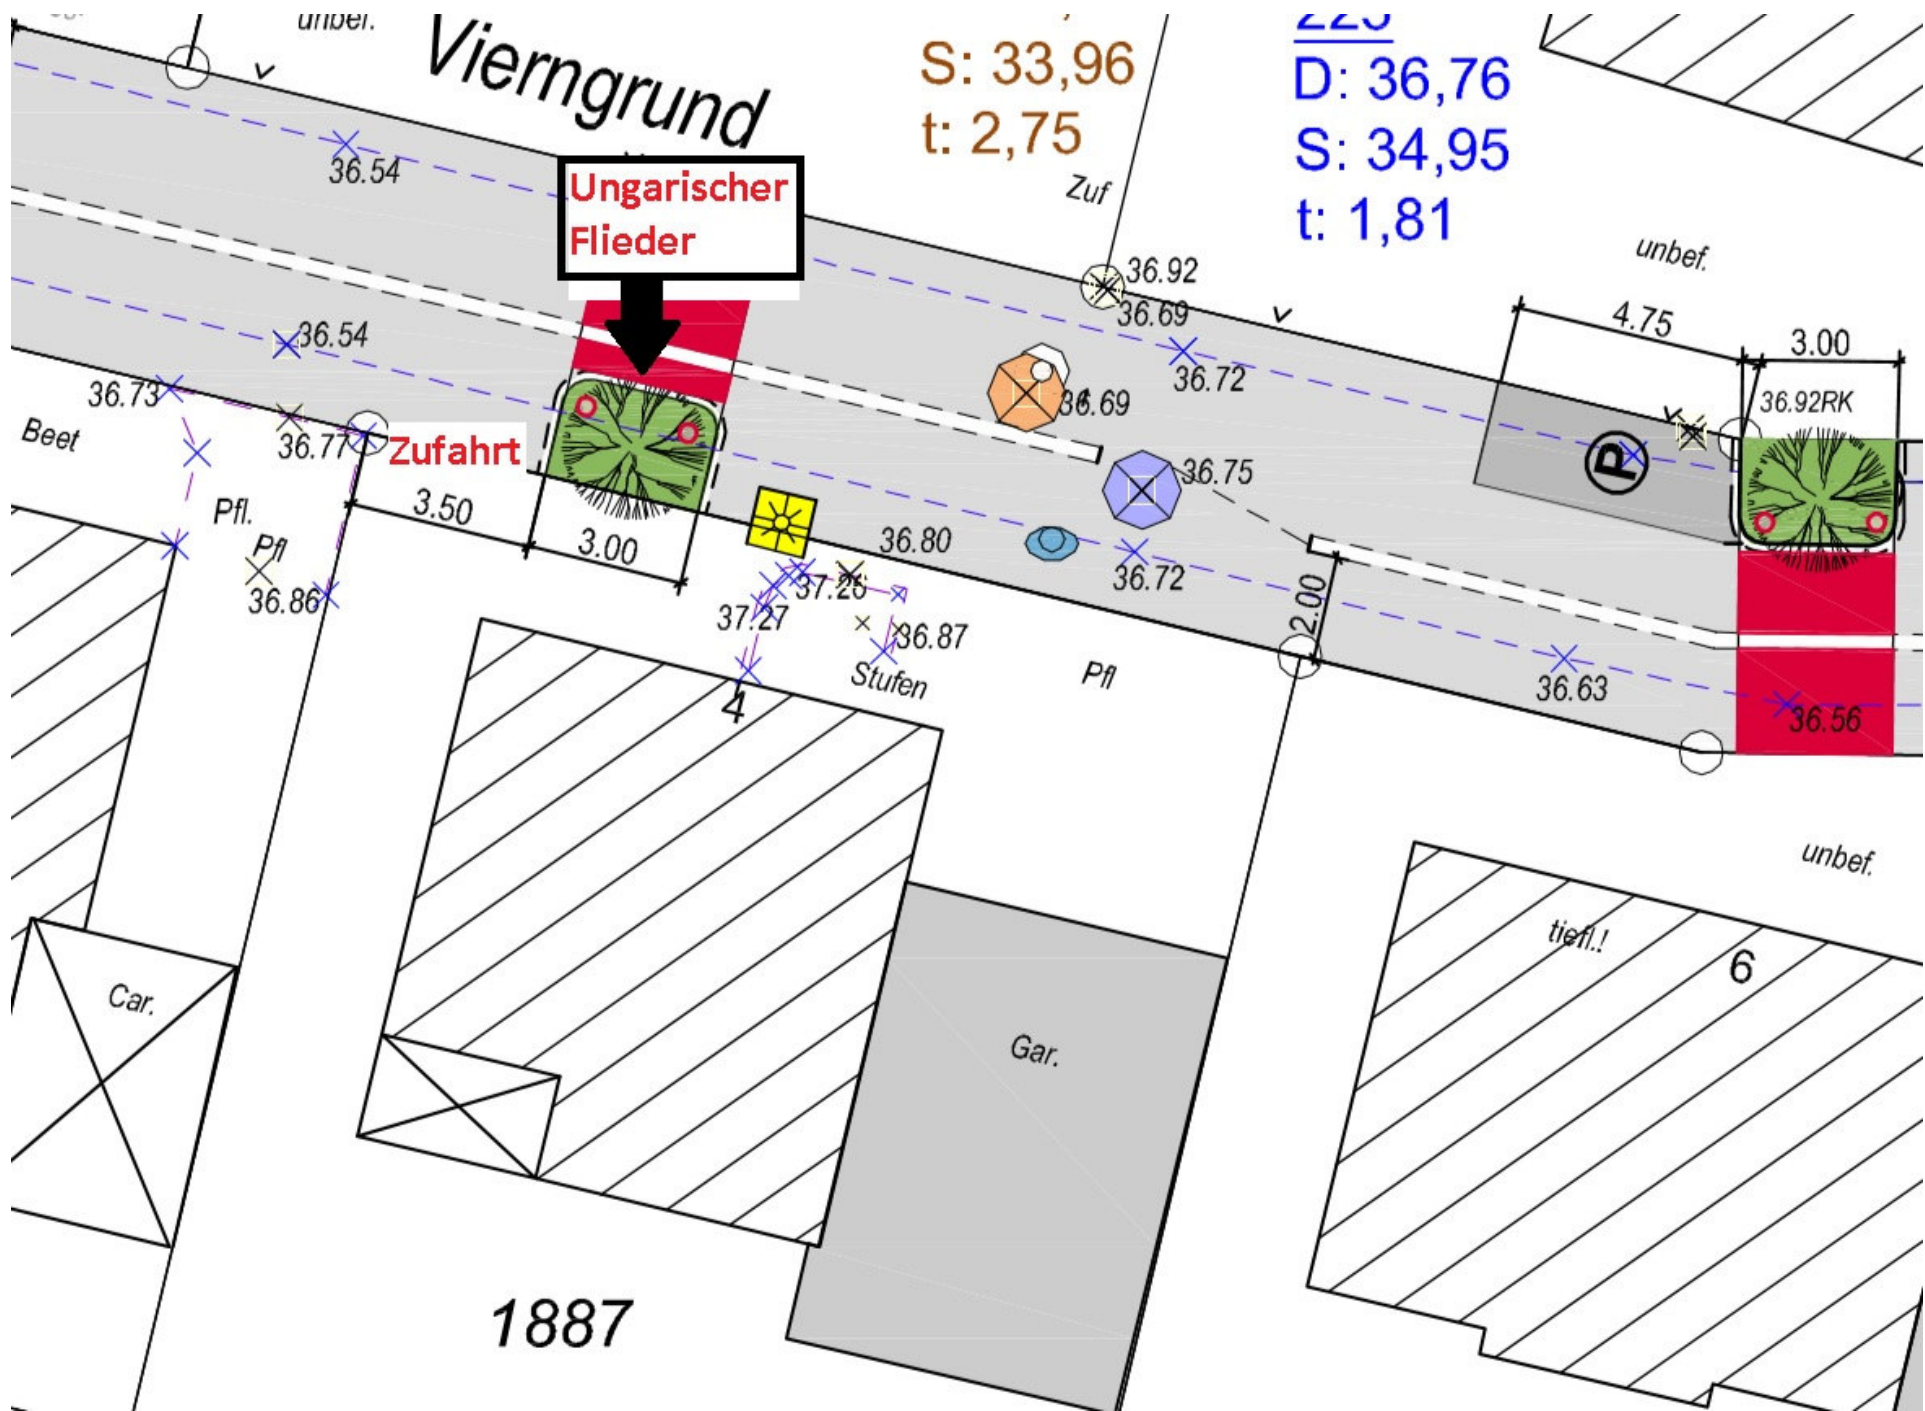 unbef.
Vierngrund
S: 33,96
t: 2,75
225
D: 36,76
S: 34,95
t: 1,81
36.54
Ungarischer
Flieder
Zuf
unbef.
36.92
36.69
4.75
3.00
36.54
36.72
36.92RK
36.73
36.69
Beet
36.77
Zufahrt
36.75
P
3.50
Pfl.
Pfl
3.00
36.80
36.72
36.86
37.26
37.27
36.87
2.00
Stufen
Pfl
36.63
4
36.56
unbef.
tiefl.!
6
Car.
Gar.
1887